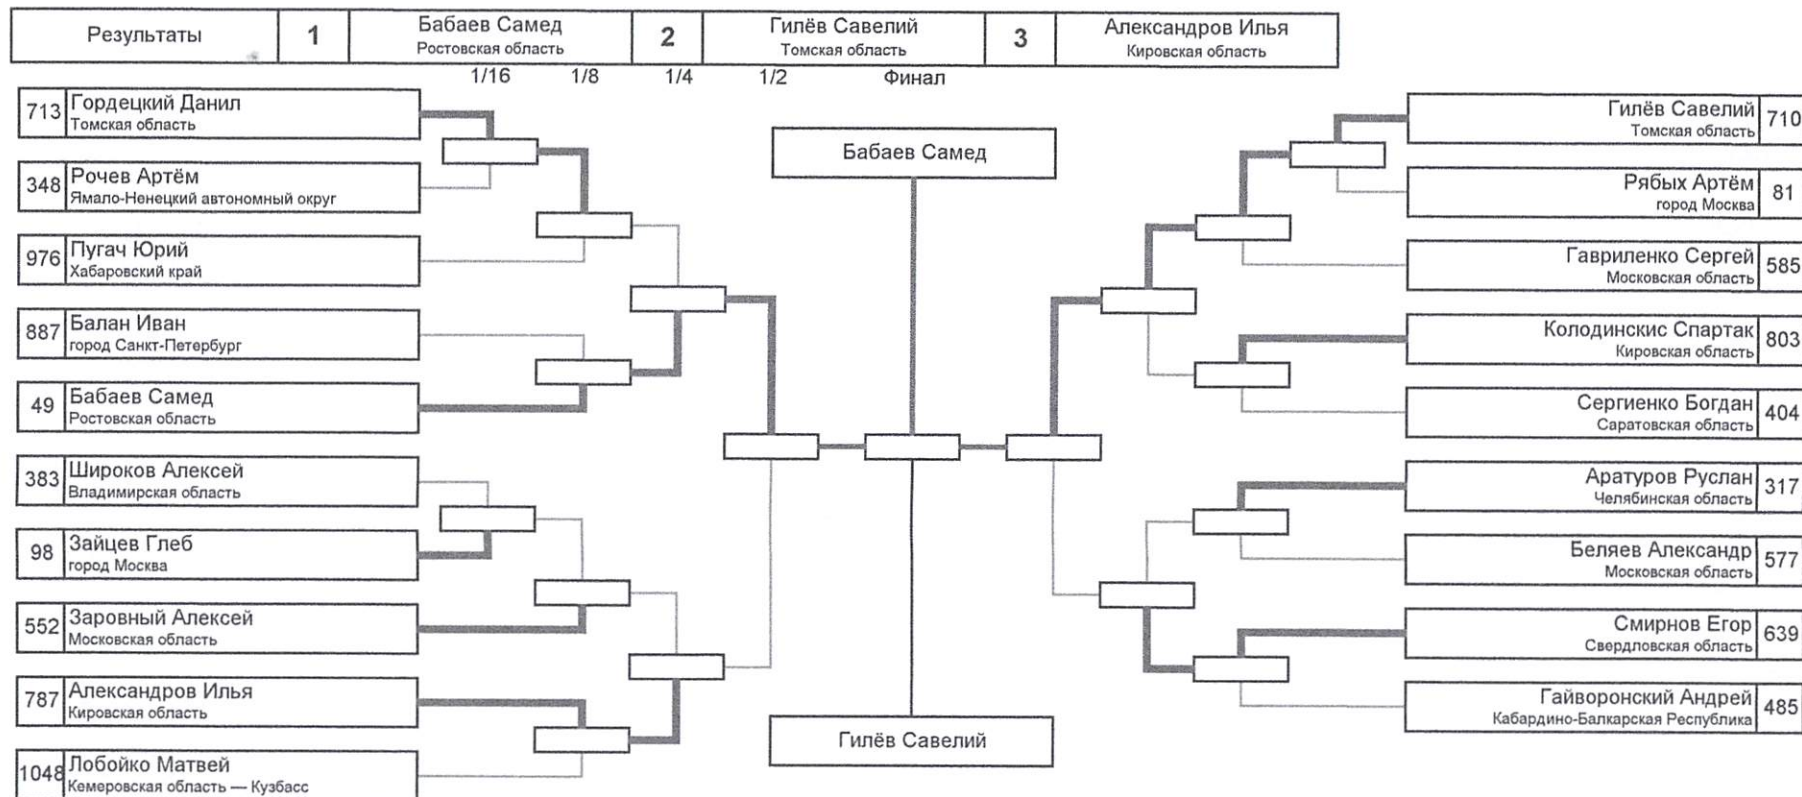 Результаты 1 Бабаев Самед 2 Гилёв Савелий 3 Александров Илья
Ростовская область Томская область Кировская область
1/16 1/8 1/4 1/2 Финал
713 Гордецкий Данил
Томская область
348 Рочев Артём
Ямало-Ненецкий автономный округ
976 Пугач Юрий
Хабаровский край
887 Балан Иван
город Санкт-Петербург
49 Бабаев Самед
Ростовская область
383 Широков Алексей
Владимирская область
98 Зайцев Глеб
город Москва
552 Заровный Алексей
Московская область
787 Александров Илья
Кировская область
1048 Лобойко Матвей
Кемеровская область — Кузбасс
Бабаев Самед
Гилёв Савелий
Гилёв Савелий 710
Томская область
Рябых Артём 81
город Москва
Гавриленко Сергей 585
Московская область
Колодинскис Спартак 803
Кировская область
Сергиенко Богдан 404
Саратовская область
Аратуров Руслан 317
Челябинская область
Беляев Александр 577
Московская область
Смирнов Егор 639
Свердловская область
Гайворонский Андрей 485
Кабардино-Балкарская Республика